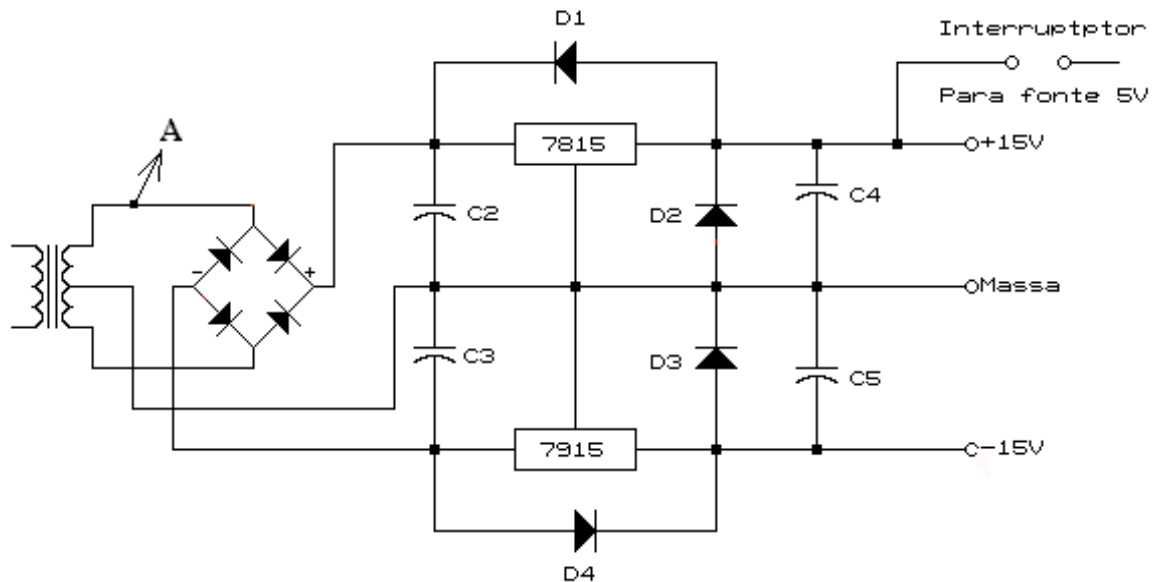 D1
Interruptptor
Para fonte 5V
A
7815
+15V
C2
D2
C4
- +
Massa
C3
D3
C5
7915
-15V
D4